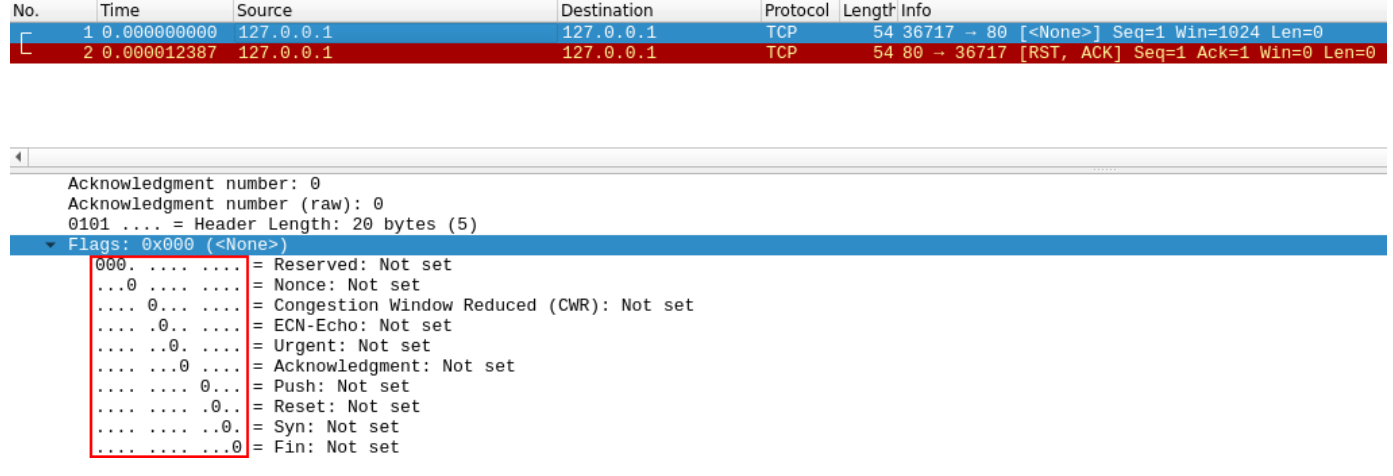 No. Time Source Destination Protocol Length Info
1 0.000000000 127.0.0.1 127.0.0.1 TCP 54 36717 → 80 [<None>] Seq=1 Win=1024 Len=0
2 0.000012387 127.0.0.1 127.0.0.1 TCP 54 80 → 36717 [RST, ACK] Seq=1 Ack=1 Win=0 Len=0
Acknowledgment number: 0
Acknowledgment number (raw): 0
0101 .... = Header Length: 20 bytes (5)
Flags: 0x000 (<None>)
000. .... .... = Reserved: Not set
...0 .... .... = Nonce: Not set
.... 0... .... = Congestion Window Reduced (CWR): Not set
.... .0.. .... = ECN-Echo: Not set
.... ..0. .... = Urgent: Not set
.... ...0 .... = Acknowledgment: Not set
.... .... 0... = Push: Not set
.... .... .0.. = Reset: Not set
.... .... ..0. = Syn: Not set
.... .... ...0 = Fin: Not set